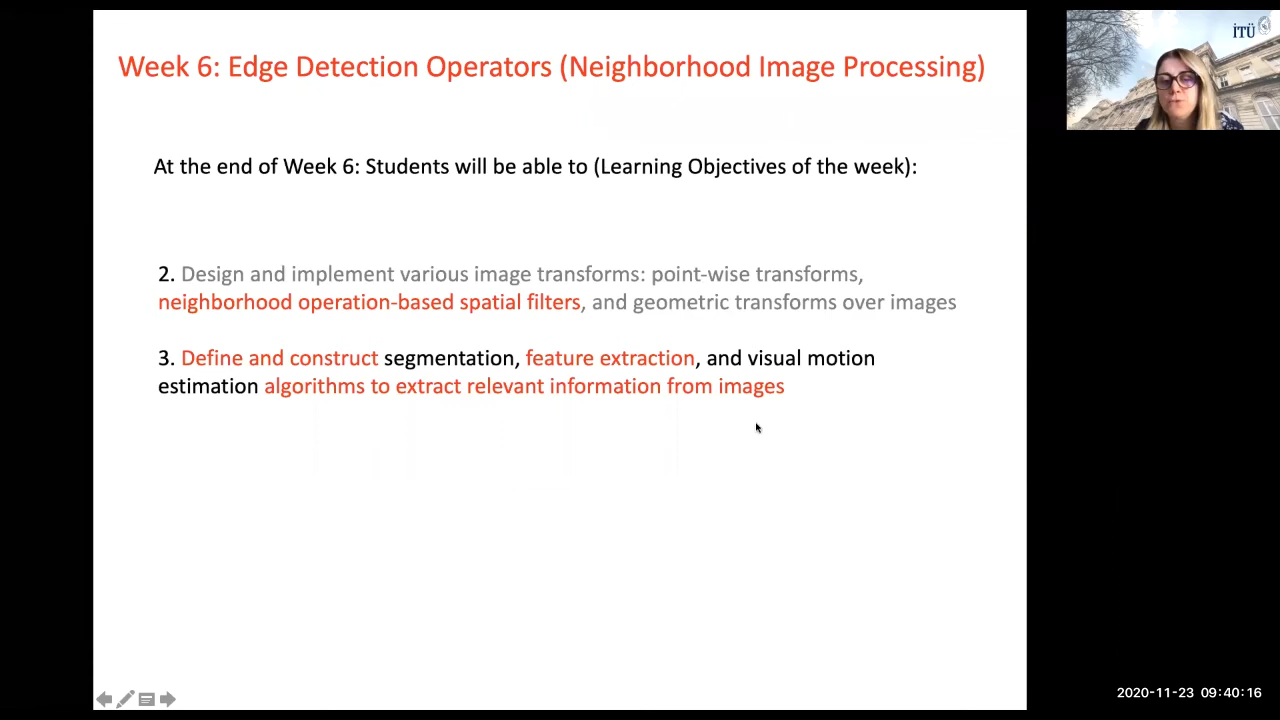 Week 6: Edge Detection Operators (Neighborhood Image Processing)
İTÜ
At the end of Week 6: Students will be able to (Learning Objectives of the week):
2. Design and implement various image transforms: point-wise transforms,
neighborhood operation-based spatial filters, and geometric transforms over images
3. Define and construct segmentation, feature extraction, and visual motion
estimation algorithms to extract relevant information from images
2020-11-23 09:40:16